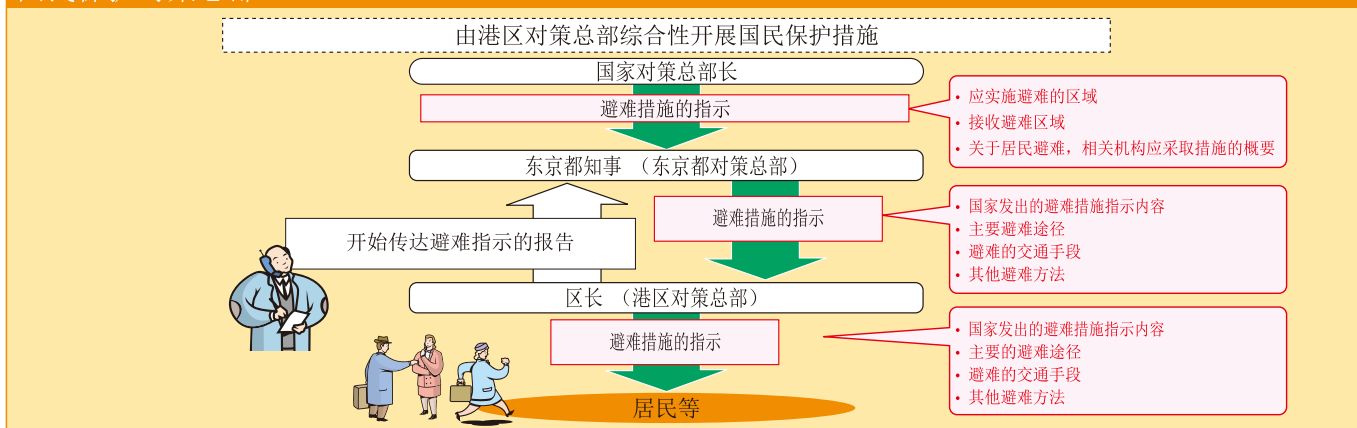 由港区对策总部综合性开展国民保护措施
国家对策总部长
避难措施的指示
• 应实施避难的区域
• 接收避难区域
• 关于居民避难，相关机构应采取措施的概要
东京都知事 （东京都对策总部）
避难措施的指示
• 国家发出的避难措施指示内容
• 主要避难途径
• 避难的交通手段
• 其他避难方法
开始传达避难指示的报告
区长 （港区对策总部）
避难措施的指示
• 国家发出的避难措施指示内容
• 主要的避难途径
• 避难的交通手段
• 其他避难方法
居民等